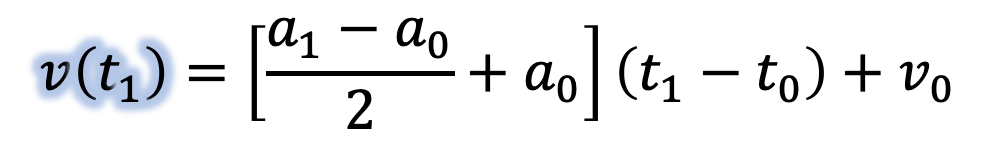 v(t₁) = [(a₁ − a₀)/2 + a₀] (t₁ − t₀) + v₀